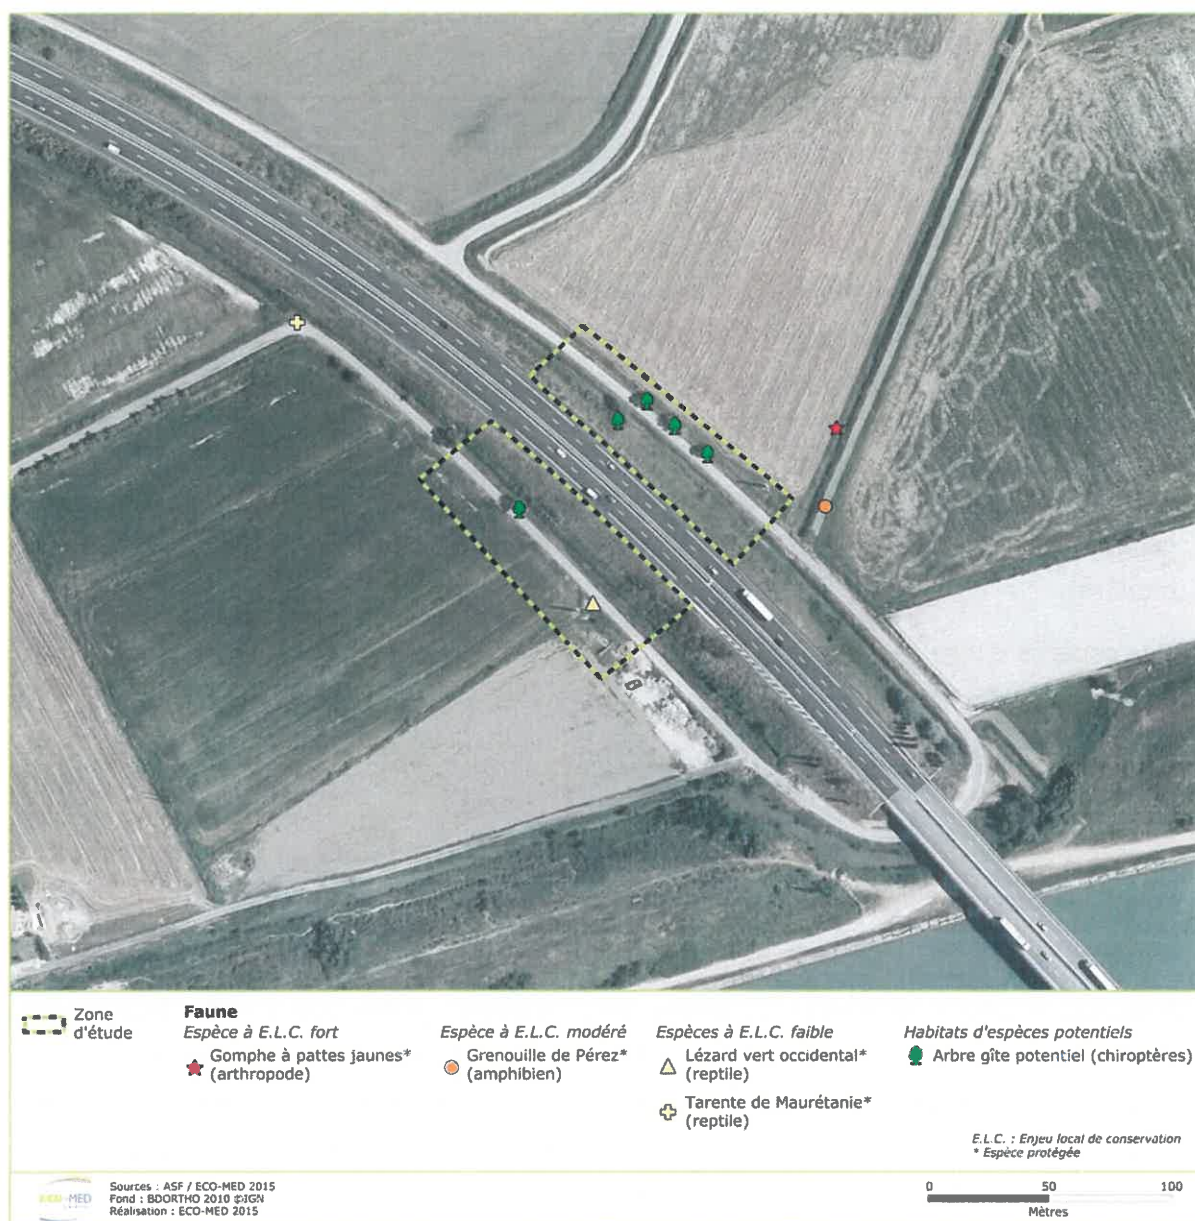 Zone
d'étude
Faune
Espèce à E.L.C. fort
Gomphe à pattes jaunes*
(arthropode)
Espèce à E.L.C. modéré
Grenouille de Pérez*
(amphibien)
Espèces à E.L.C. faible
Lézard vert occidental*
(reptile)
Tarente de Maurétanie*
(reptile)
Habitats d'espèces potentiels
Arbre gîte potentiel (chiroptères)
E.L.C. : Enjeu local de conservation
* Espèce protégée
ECO-MED
Sources : ASF / ECO-MED 2015
Fond : BDORTHO 2010 ©IGN
Réalisation : ECO-MED 2015
0 50 100
Mètres